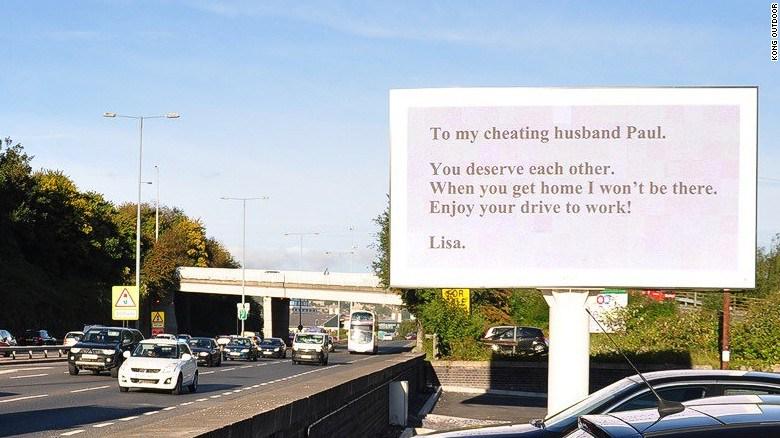 KONG OUTDOOR
To my cheating husband Paul.
You deserve each other.
When you get home I won't be there.
Enjoy your drive to work!
Lisa.
FOR